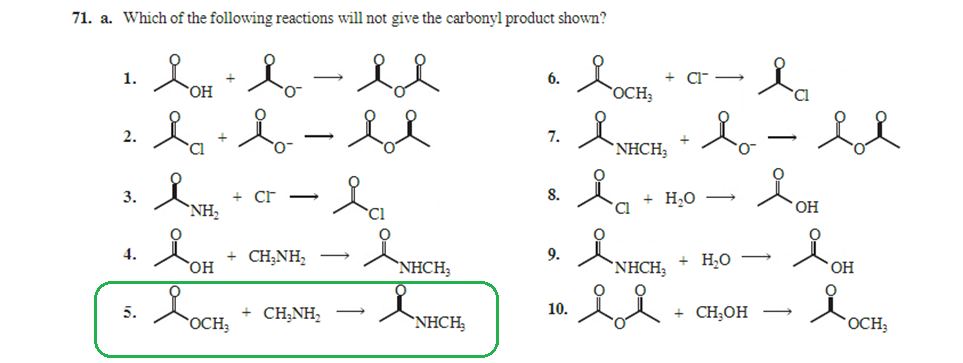 71. a. Which of the following reactions will not give the carbonyl product shown?
1. O OH + O O⁻ → O O O
2. O Cl + O O⁻ → O O O
3. O NH₂ + Cl⁻ → O Cl
4. O OH + CH₃NH₂ → O NHCH₃
5. O OCH₃ + CH₃NH₂ → O NHCH₃
6. O OCH₃ + Cl⁻ → O Cl
7. O NHCH₃ + O O⁻ → O O O
8. O Cl + H₂O → O OH
9. O NHCH₃ + H₂O → O OH
10. O O O + CH₃OH → O OCH₃